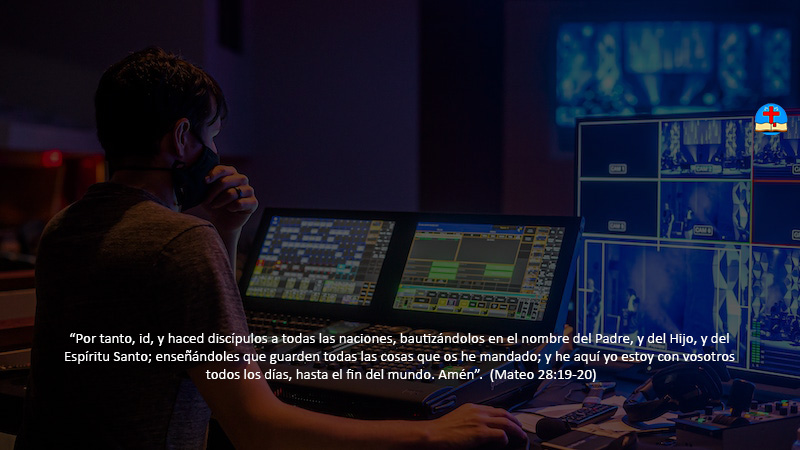 CAM 1
“Por tanto, id, y haced discípulos a todas las naciones, bautizándolos en el nombre del Padre, y del Hijo, y del
Espíritu Santo; enseñándoles que guarden todas las cosas que os he mandado; y he aquí yo estoy con vosotros
todos los días, hasta el fin del mundo. Amén”.  (Mateo 28:19-20)